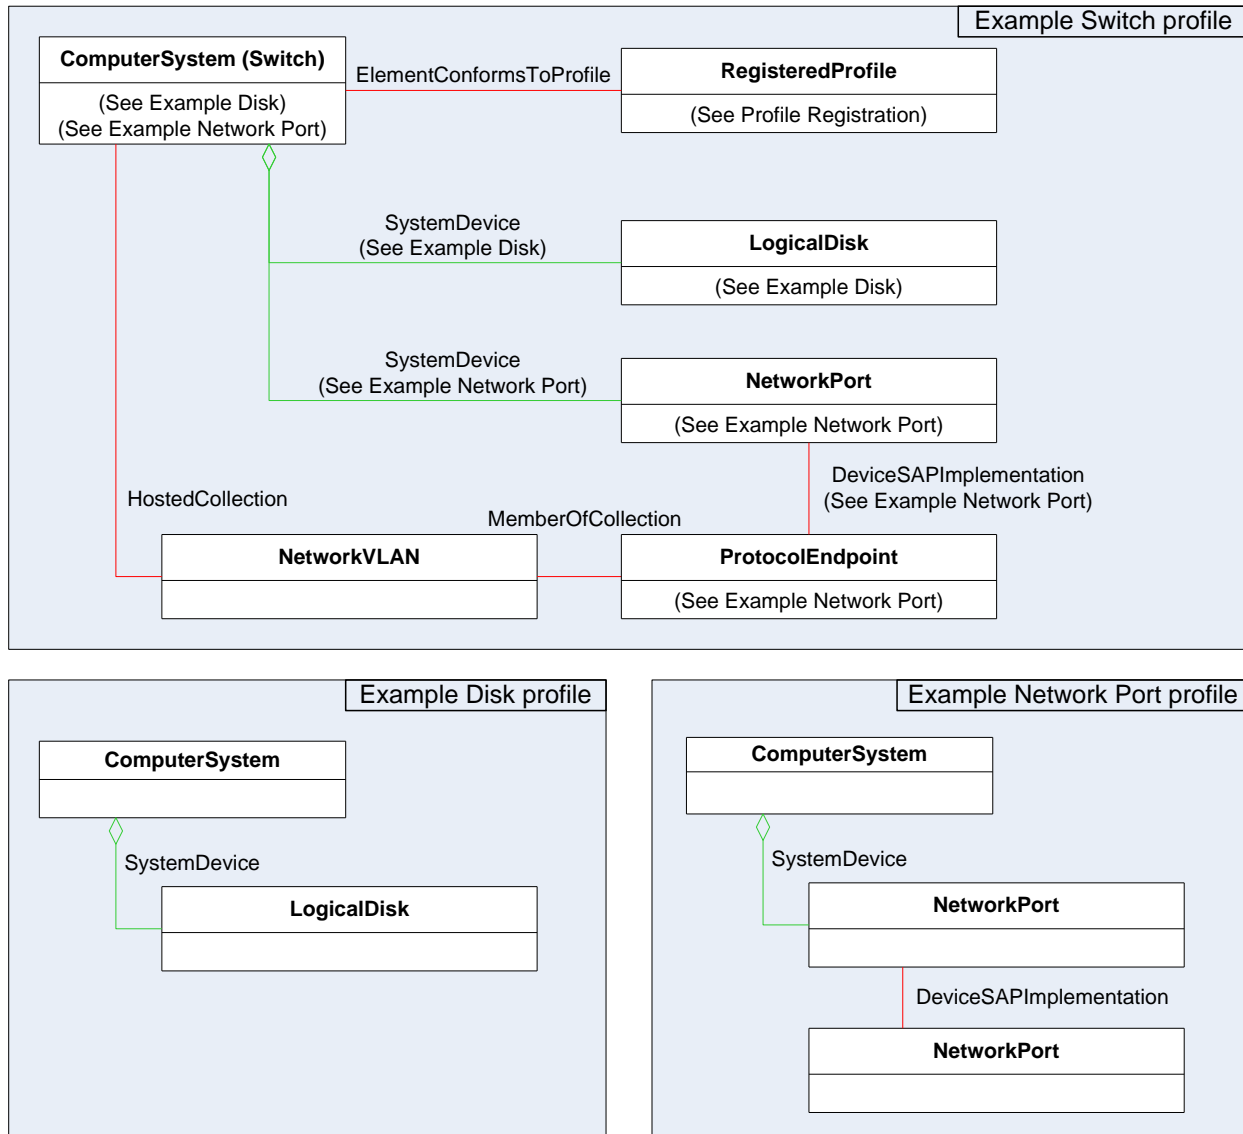 Example Switch profile
ComputerSystem (Switch)
(See Example Disk)
(See Example Network Port)
ElementConformsToProfile
RegisteredProfile
(See Profile Registration)
SystemDevice
(See Example Disk)
LogicalDisk
(See Example Disk)
SystemDevice
(See Example Network Port)
NetworkPort
(See Example Network Port)
DeviceSAPImplementation
(See Example Network Port)
HostedCollection
MemberOfCollection
NetworkVLAN
ProtocolEndpoint
(See Example Network Port)
Example Disk profile
ComputerSystem
SystemDevice
LogicalDisk
Example Network Port profile
ComputerSystem
SystemDevice
NetworkPort
DeviceSAPImplementation
NetworkPort